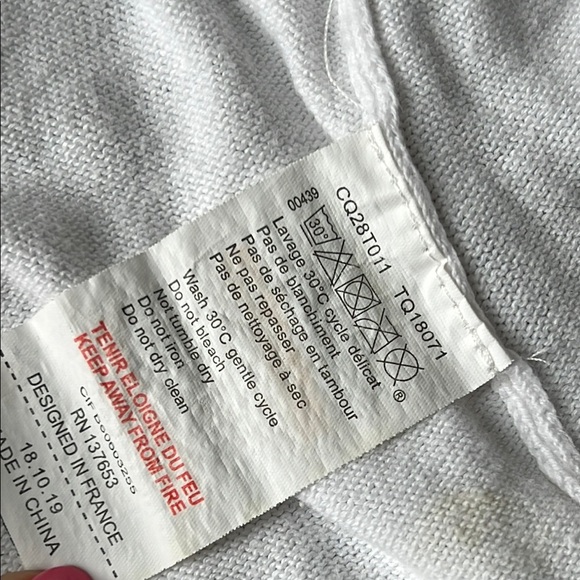 CQ28T011 TQ18071
00439
30°
®
Lavage 30°C cycle délicat
Pas de blanchiment
Pas de séchage en tambour
Ne pas repasser
Pas de nettoyage à sec
Wash 30°C gentle cycle
Do not bleach
Not tumble dry
Do not iron
Do not dry clean
TENIR ELOIGNE DU FEU
KEEP AWAY FROM FIRE
RN 137653
18.10.19
DESIGNED IN FRANCE
MADE IN CHINA